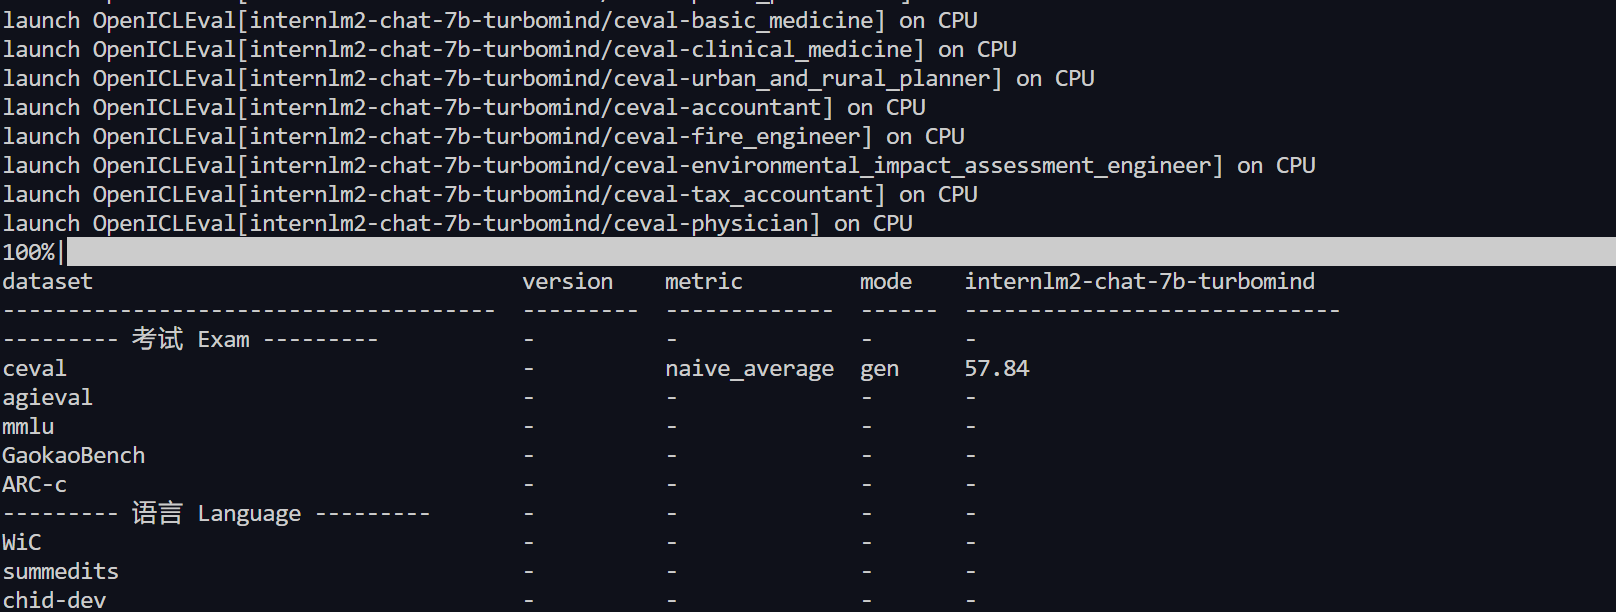 launch OpenICLEval[internlm2-chat-7b-turbomind/ceval-basic_medicine] on CPU
launch OpenICLEval[internlm2-chat-7b-turbomind/ceval-clinical_medicine] on CPU
launch OpenICLEval[internlm2-chat-7b-turbomind/ceval-urban_and_rural_planner] on CPU
launch OpenICLEval[internlm2-chat-7b-turbomind/ceval-accountant] on CPU
launch OpenICLEval[internlm2-chat-7b-turbomind/ceval-fire_engineer] on CPU
launch OpenICLEval[internlm2-chat-7b-turbomind/ceval-environmental_impact_assessment_engineer] on CPU
launch OpenICLEval[internlm2-chat-7b-turbomind/ceval-tax_accountant] on CPU
launch OpenICLEval[internlm2-chat-7b-turbomind/ceval-physician] on CPU
100%|
dataset version metric mode internlm2-chat-7b-turbomind
-------------------------------------- --------- ------------- ------ -----------------------------
--------- 考试 Exam --------- - - - -
ceval - naive_average gen 57.84
agieval - - - -
mmlu - - - -
GaokaoBench - - - -
ARC-c - - - -
--------- 语言 Language --------- - - - -
WiC - - - -
summedits - - - -
chid-dev - - - -